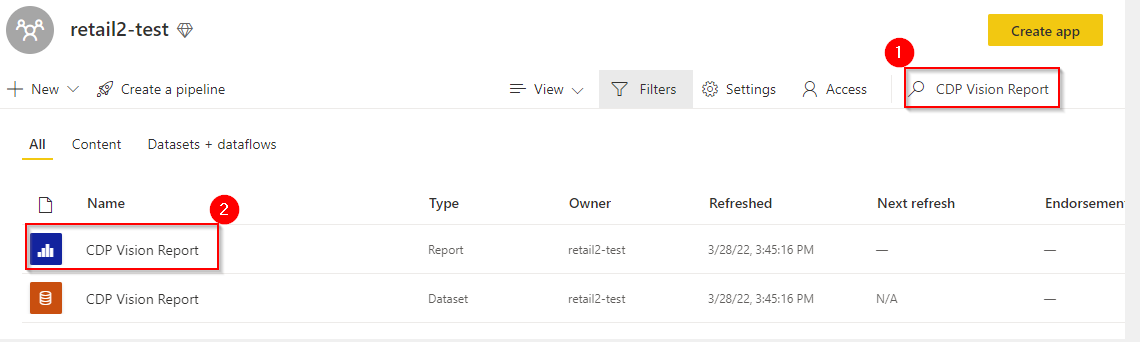 retail2-test
Create app
1
New Create a pipeline View Filters Settings Access CDP Vision Report
All Content Datasets + dataflows
Name Type Owner Refreshed Next refresh Endorsement
2
CDP Vision Report Report retail2-test 3/28/22, 3:45:16 PM —
CDP Vision Report Dataset retail2-test 3/28/22, 3:45:16 PM N/A —